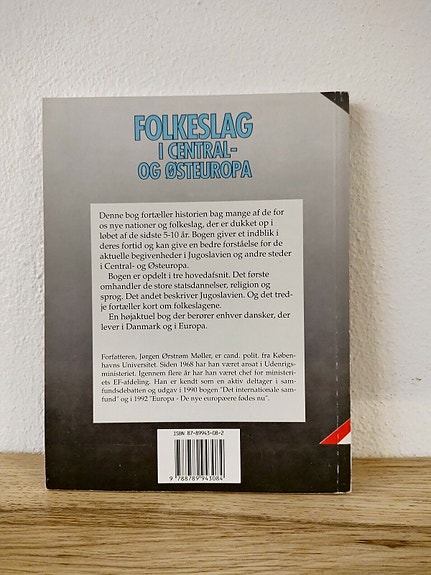 FOLKESLAG
I CENTRAL-
OG ØSTEUROPA
Denne bog fortæller historien bag mange af de for
os nye nationer og folkeslag, der er dukket op i
løbet af de sidste 5-10 år. Bogen giver et indblik i
deres fortid og kan give en bedre forståelse for de
aktuelle begivenheder i Jugoslavien og andre steder
i Central- og Østeuropa.
Bogen er opdelt i tre hovedafsnit. Det første
omhandler de store statsdannelser, religion og
sprog. Det andet beskriver Jugoslavien. Og det tred-
je fortæller kort om folkeslagene.
En højaktuel bog der berører enhver dansker, der
lever i Danmark og i Europa.
Forfatteren, Jørgen Ørstrøm Møller, er cand. polit. fra Køben-
havns Universitet. Siden 1968 har han været ansat i Udenrigs-
ministeriet. Igennem flere år har han været chef for ministeri-
ets EF-afdeling. Han er kendt som en aktiv deltager i sam-
fundsdebatten og udgav i 1990 bogen "Det internationale sam-
fund" og i 1992 "Europa - De nye europæere fødes nu".
ISBN 87-89943-08-2
9 788789 943084